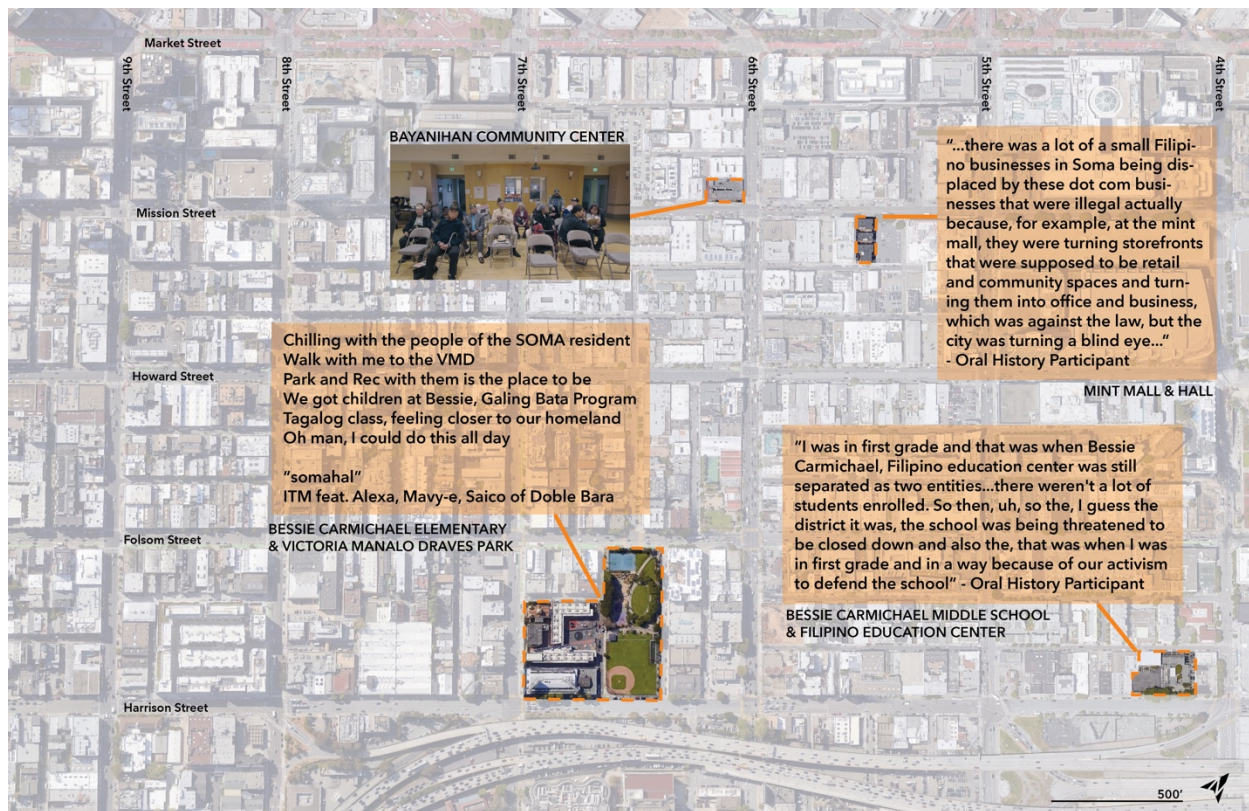 Market Street
9th Street
8th Street
7th Street
6th Street
5th Street
4th Street
BAYANIHAN COMMUNITY CENTER
Mission Street
"...there was a lot of a small Filipi-
no businesses in Soma being dis-
placed by these dot com busi-
nesses that were illegal actually
because, for example, at the mint
mall, they were turning storefronts
that were supposed to be retail
and community spaces and turn-
ing them into office and business,
which was against the law, but the
city was turning a blind eye..."
- Oral History Participant
MINT MALL & HALL
Howard Street
Chilling with the people of the SOMA resident
Walk with me to the VMD
Park and Rec with them is the place to be
We got children at Bessie, Galing Bata Program
Tagalog class, feeling closer to our homeland
Oh man, I could do this all day
"somahal"
ITM feat. Alexa, Mavy-e, Saico of Doble Bara
BESSIE CARMICHAEL ELEMENTARY
& VICTORIA MANALO DRAVES PARK
Folsom Street
"I was in first grade and that was when Bessie
Carmichael, Filipino education center was still
separated as two entities...there weren't a lot of
students enrolled. So then, uh, so the, I guess the
district it was, the school was being threatened to
be closed down and also the, that was when I was
in first grade and in a way because of our activism
to defend the school" - Oral History Participant
BESSIE CARMICHAEL MIDDLE SCHOOL
& FILIPINO EDUCATION CENTER
Harrison Street
500'